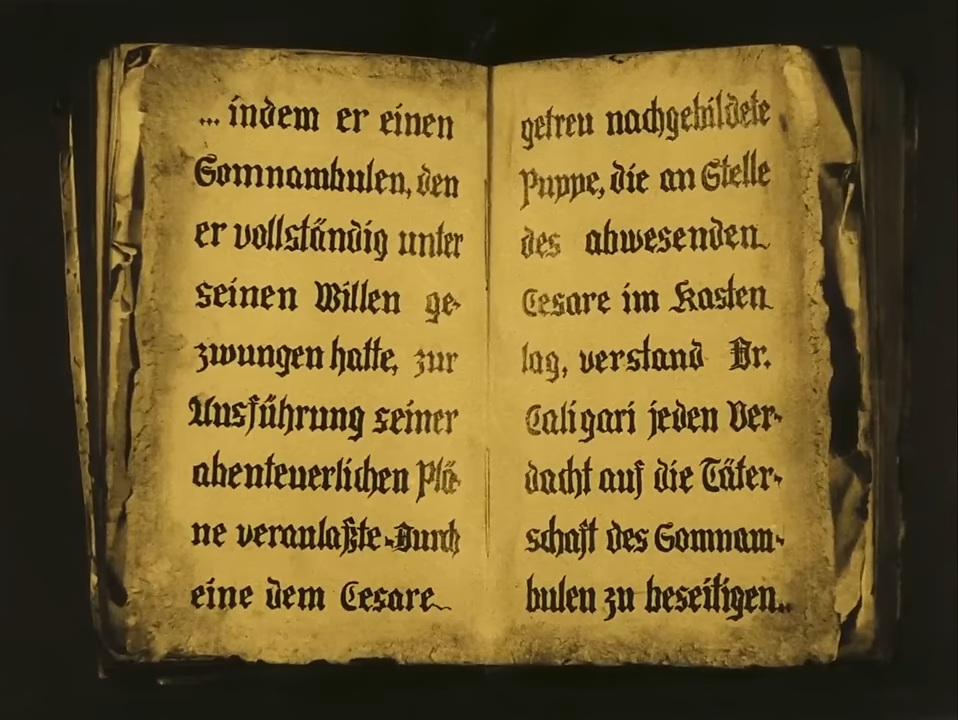 ... indem er einen
Somnambulen, den
er vollständig unter
seinen Willen ge-
zwungen hatte, zur
Ausführung seiner
abenteuerlichen Plä-
ne veranlaßte. Durch
eine dem Cesare
getreu nachgebildete
Puppe, die an Stelle
des abwesenden
Cesare im Kasten
lag, verstand Dr.
Caligari jeden Ver-
dacht auf die Täter-
schaft des Somnam-
bulen zu beseitigen..